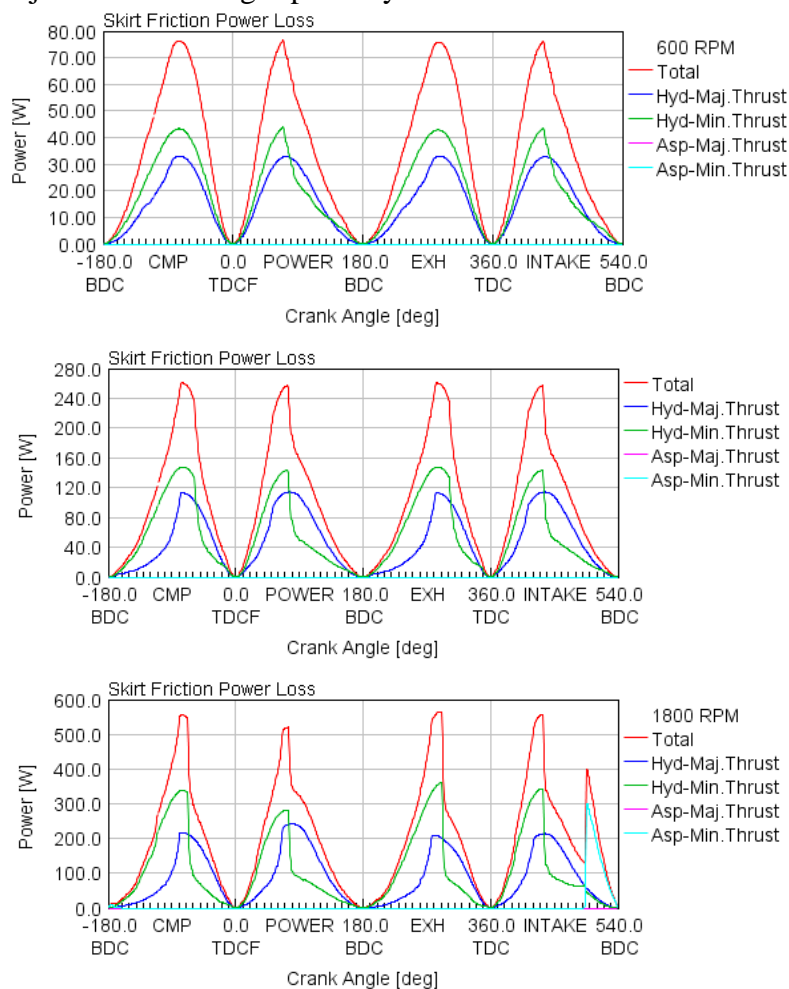 Skirt Friction Power Loss
80.00
70.00
60.00
50.00
40.00
30.00
20.00
10.00
0.00
Power [W]
600 RPM
Total
Hyd-Maj.Thrust
Hyd-Min.Thrust
Asp-Maj.Thrust
Asp-Min.Thrust
-180.0 CMP 0.0 POWER 180.0 EXH 360.0 INTAKE 540.0
BDC TDCF BDC TDC BDC
Crank Angle [deg]
Skirt Friction Power Loss
280.0
240.0
200.0
160.0
120.0
80.0
40.0
0.0
Power [W]
Total
Hyd-Maj.Thrust
Hyd-Min.Thrust
Asp-Maj.Thrust
Asp-Min.Thrust
-180.0 CMP 0.0 POWER 180.0 EXH 360.0 INTAKE 540.0
BDC TDCF BDC TDC BDC
Crank Angle [deg]
Skirt Friction Power Loss
600.0
500.0
400.0
300.0
200.0
100.0
0.0
Power [W]
1800 RPM
Total
Hyd-Maj.Thrust
Hyd-Min.Thrust
Asp-Maj.Thrust
Asp-Min.Thrust
-180.0 CMP 0.0 POWER 180.0 EXH 360.0 INTAKE 540.0
BDC TDCF BDC TDC BDC
Crank Angle [deg]